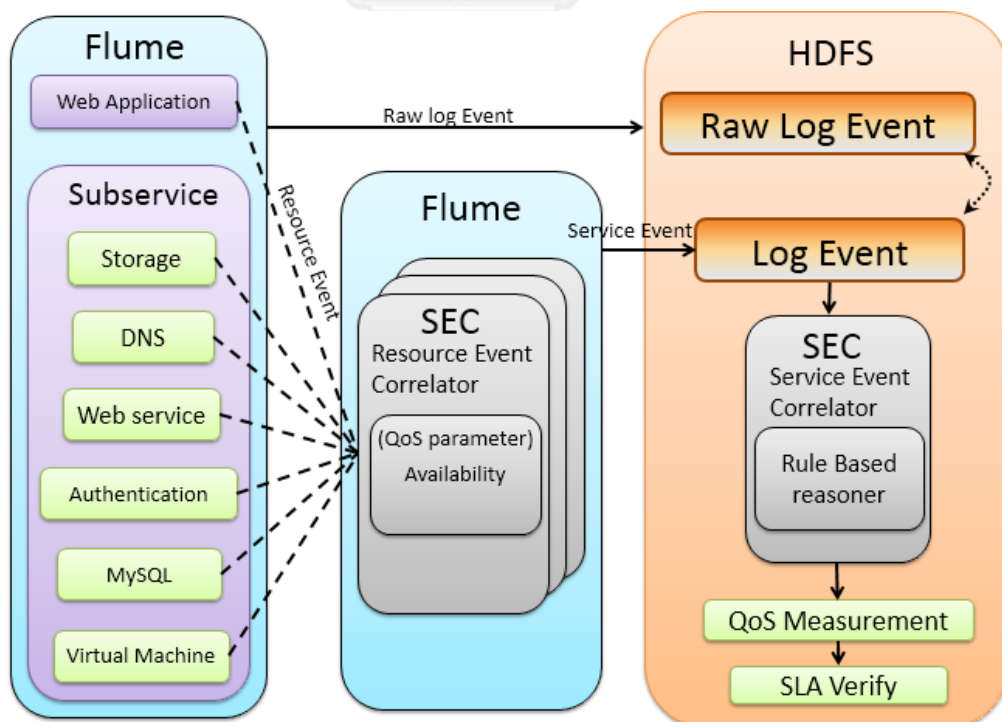 Flume
Web Application
Subservice
Storage
DNS
Web service
Authentication
MySQL
Virtual Machine
Raw log Event
Resource Event
Flume
SEC
Resource Event
Correlator
(QoS parameter)
Availability
Service Event
HDFS
Raw Log Event
Log Event
SEC
Service Event
Correlator
Rule Based
reasoner
QoS Measurement
SLA Verify